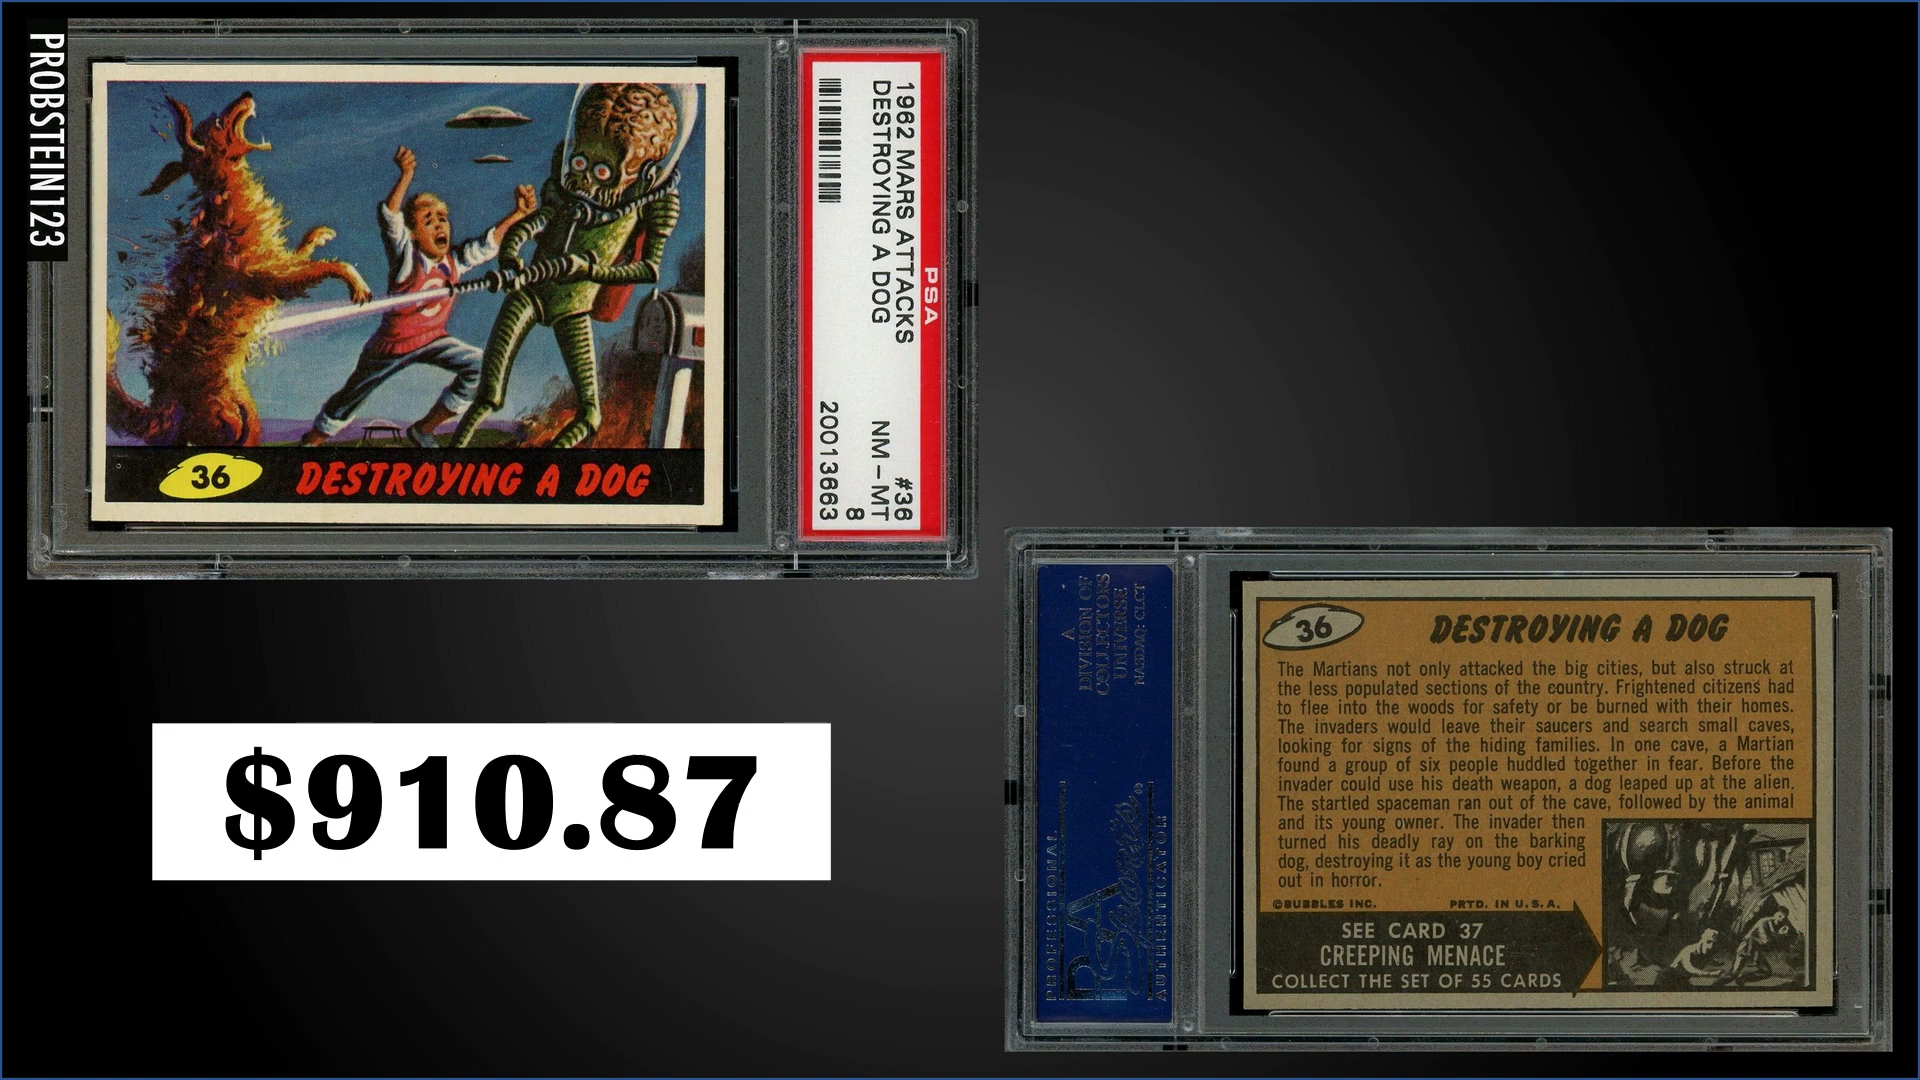 PROBSTEIN123
36
DESTROYING A DOG
PSA
1962 MARS ATTACKS
#36
DESTROYING A DOG
NM-MT
8
20013663
$910.87
A
DIVISION OF
COLLECTORS
UNIVERSE
NASDAQ: CLCT
PROFESSIONAL
PSA
Sports
AUTHENTICATOR
36
DESTROYING A DOG
The Martians not only attacked the big cities, but also struck at
the less populated sections of the country. Frightened citizens had
to flee into the woods for safety or be burned with their homes.
The invaders would leave their saucers and search small caves,
looking for signs of the hiding families. In one cave, a Martian
found a group of six people huddled together in fear. Before the
invader could use his death weapon, a dog leaped up at the alien.
The startled spaceman ran out of the cave, followed by the animal
and its young owner. The invader then
turned his deadly ray on the barking
dog, destroying it as the young boy cried
out in horror.
©BUBBLES INC. PRTD. IN U.S.A.
SEE CARD 37
CREEPING MENACE
COLLECT THE SET OF 55 CARDS